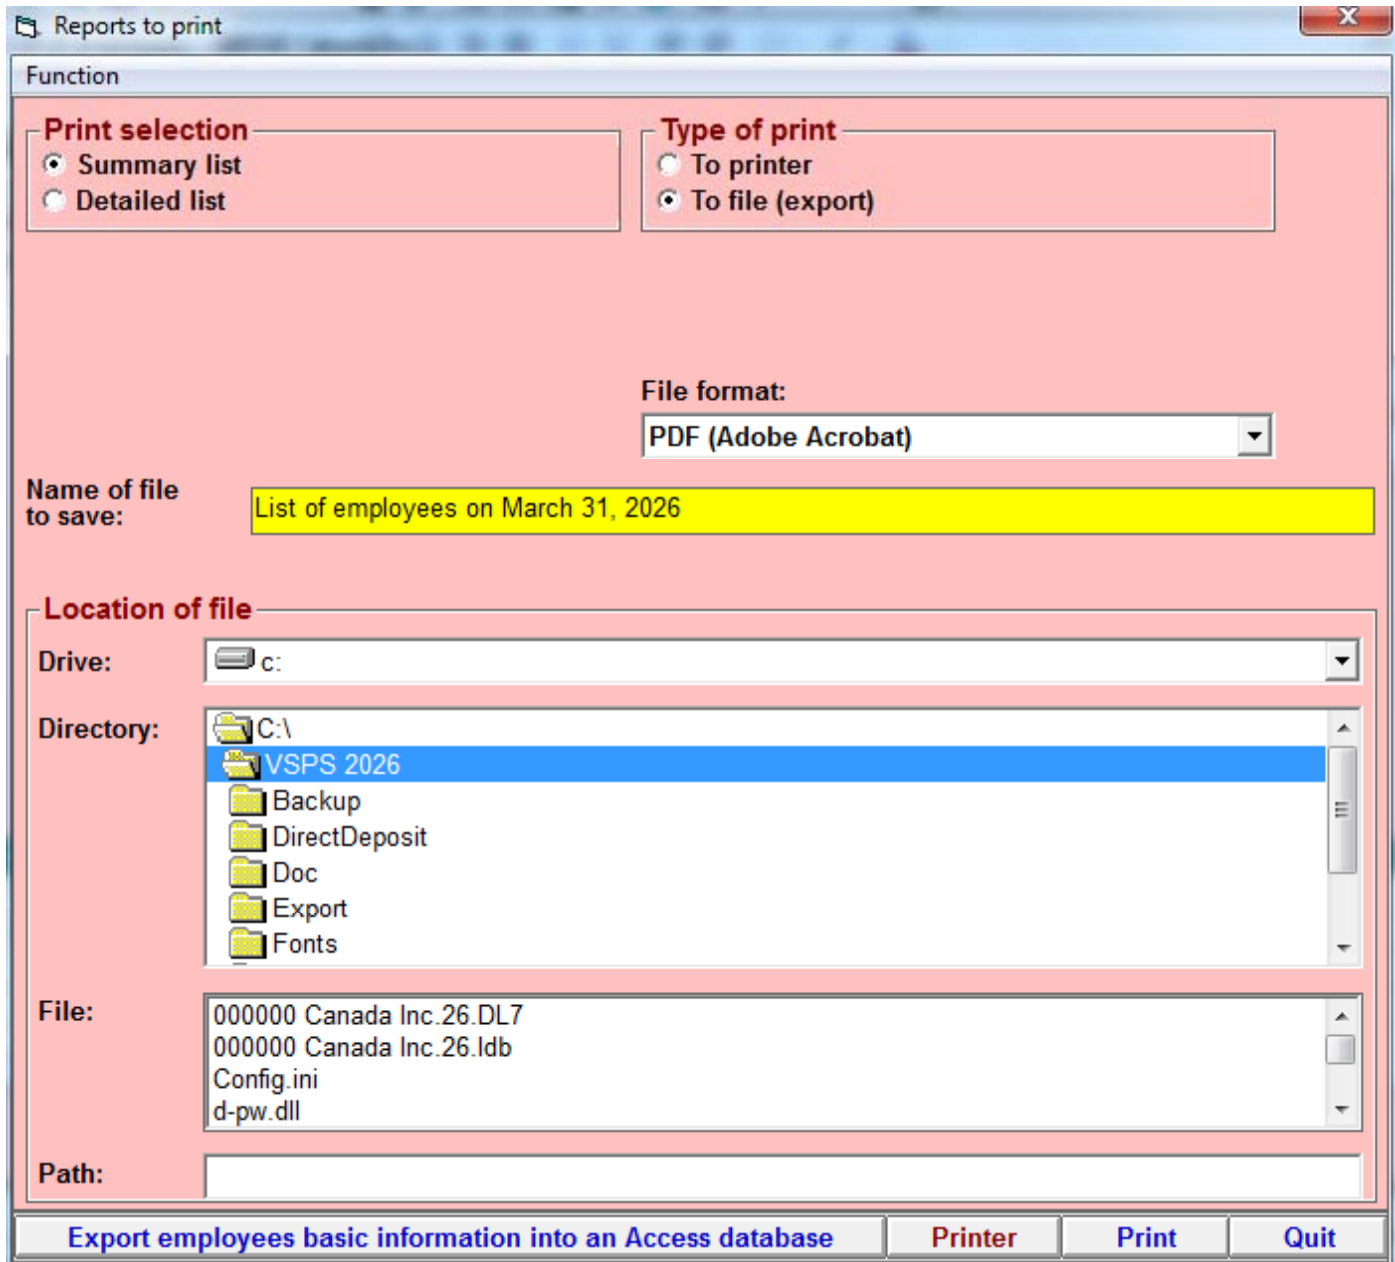 Reports to print
Function
Print selection
Summary list
Detailed list
Type of print
To printer
To file (export)
File format:
PDF (Adobe Acrobat)
Name of file
to save:
List of employees on March 31, 2026
Location of file
Drive:
c:
Directory:
C:\
VSPS 2026
Backup
DirectDeposit
Doc
Export
Fonts
File:
000000 Canada Inc.26.DL7
000000 Canada Inc.26.ldb
Config.ini
d-pw.dll
Path:
Export employees basic information into an Access database
Printer
Print
Quit